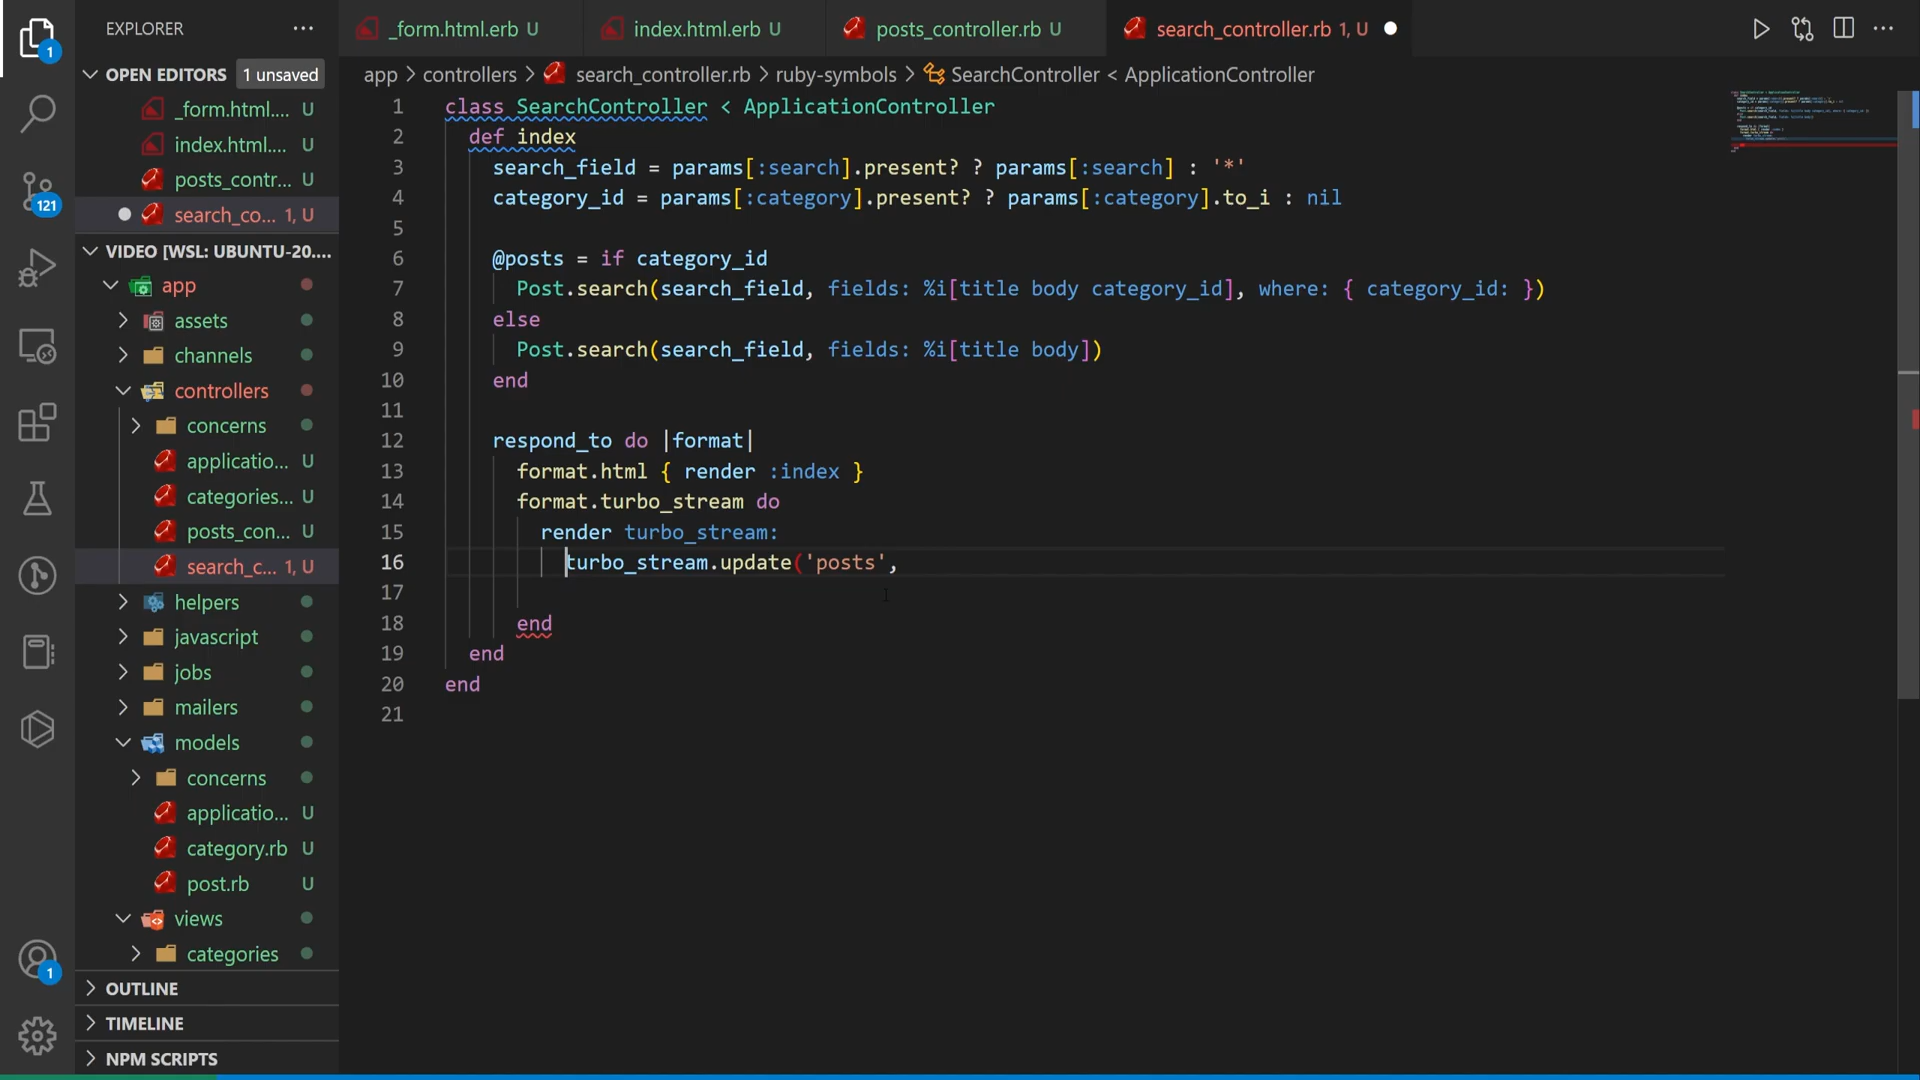 EXPLORER
OPEN EDITORS 1 unsaved
_form.html.... U
index.html.... U
posts_contr... U
search_co... 1, U
VIDEO [WSL: UBUNTU-20....
app
assets
channels
controllers
concerns
applicatio... U
categories... U
posts_con... U
search_c... 1, U
helpers
javascript
jobs
mailers
models
concerns
applicatio... U
category.rb U
post.rb U
views
categories
OUTLINE
TIMELINE
NPM SCRIPTS
1
121
1
_form.html.erb U
index.html.erb U
posts_controller.rb U
search_controller.rb 1, U
app > controllers > search_controller.rb > ruby-symbols > SearchController < ApplicationController
1 class SearchController < ApplicationController
2 def index
3 search_field = params[:search].present? ? params[:search] : '*'
4 category_id = params[:category].present? ? params[:category].to_i : nil
5
6 @posts = if category_id
7 Post.search(search_field, fields: %i[title body category_id], where: { category_id: })
8 else
9 Post.search(search_field, fields: %i[title body])
10 end
11
12 respond_to do |format|
13 format.html { render :index }
14 format.turbo_stream do
15 render turbo_stream:
16 turbo_stream.update('posts',
17
18 end
19 end
20 end
21